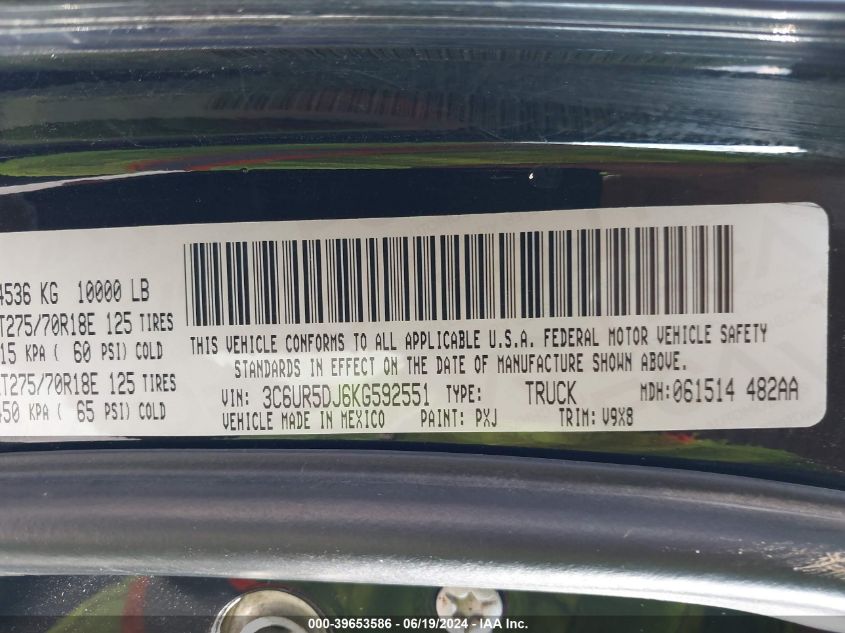 4536 KG 10000 LB
T275/70R18E 125 TIRES
15 KPA ( 60 PSI) COLD
LT275/70R18E 125 TIRES
450 KPA ( 65 PSI) COLD
THIS VEHICLE CONFORMS TO ALL APPLICABLE U.S.A. FEDERAL MOTOR VEHICLE SAFETY
STANDARDS IN EFFECT ON THE DATE OF MANUFACTURE SHOWN ABOVE.
VIN: 3C6UR5DJ6KG592551 TYPE: TRUCK MDH:061514 482AA
VEHICLE MADE IN MEXICO PAINT: PXJ TRIM: V9X8
000-39653586 - 06/19/2024 - IAA Inc.